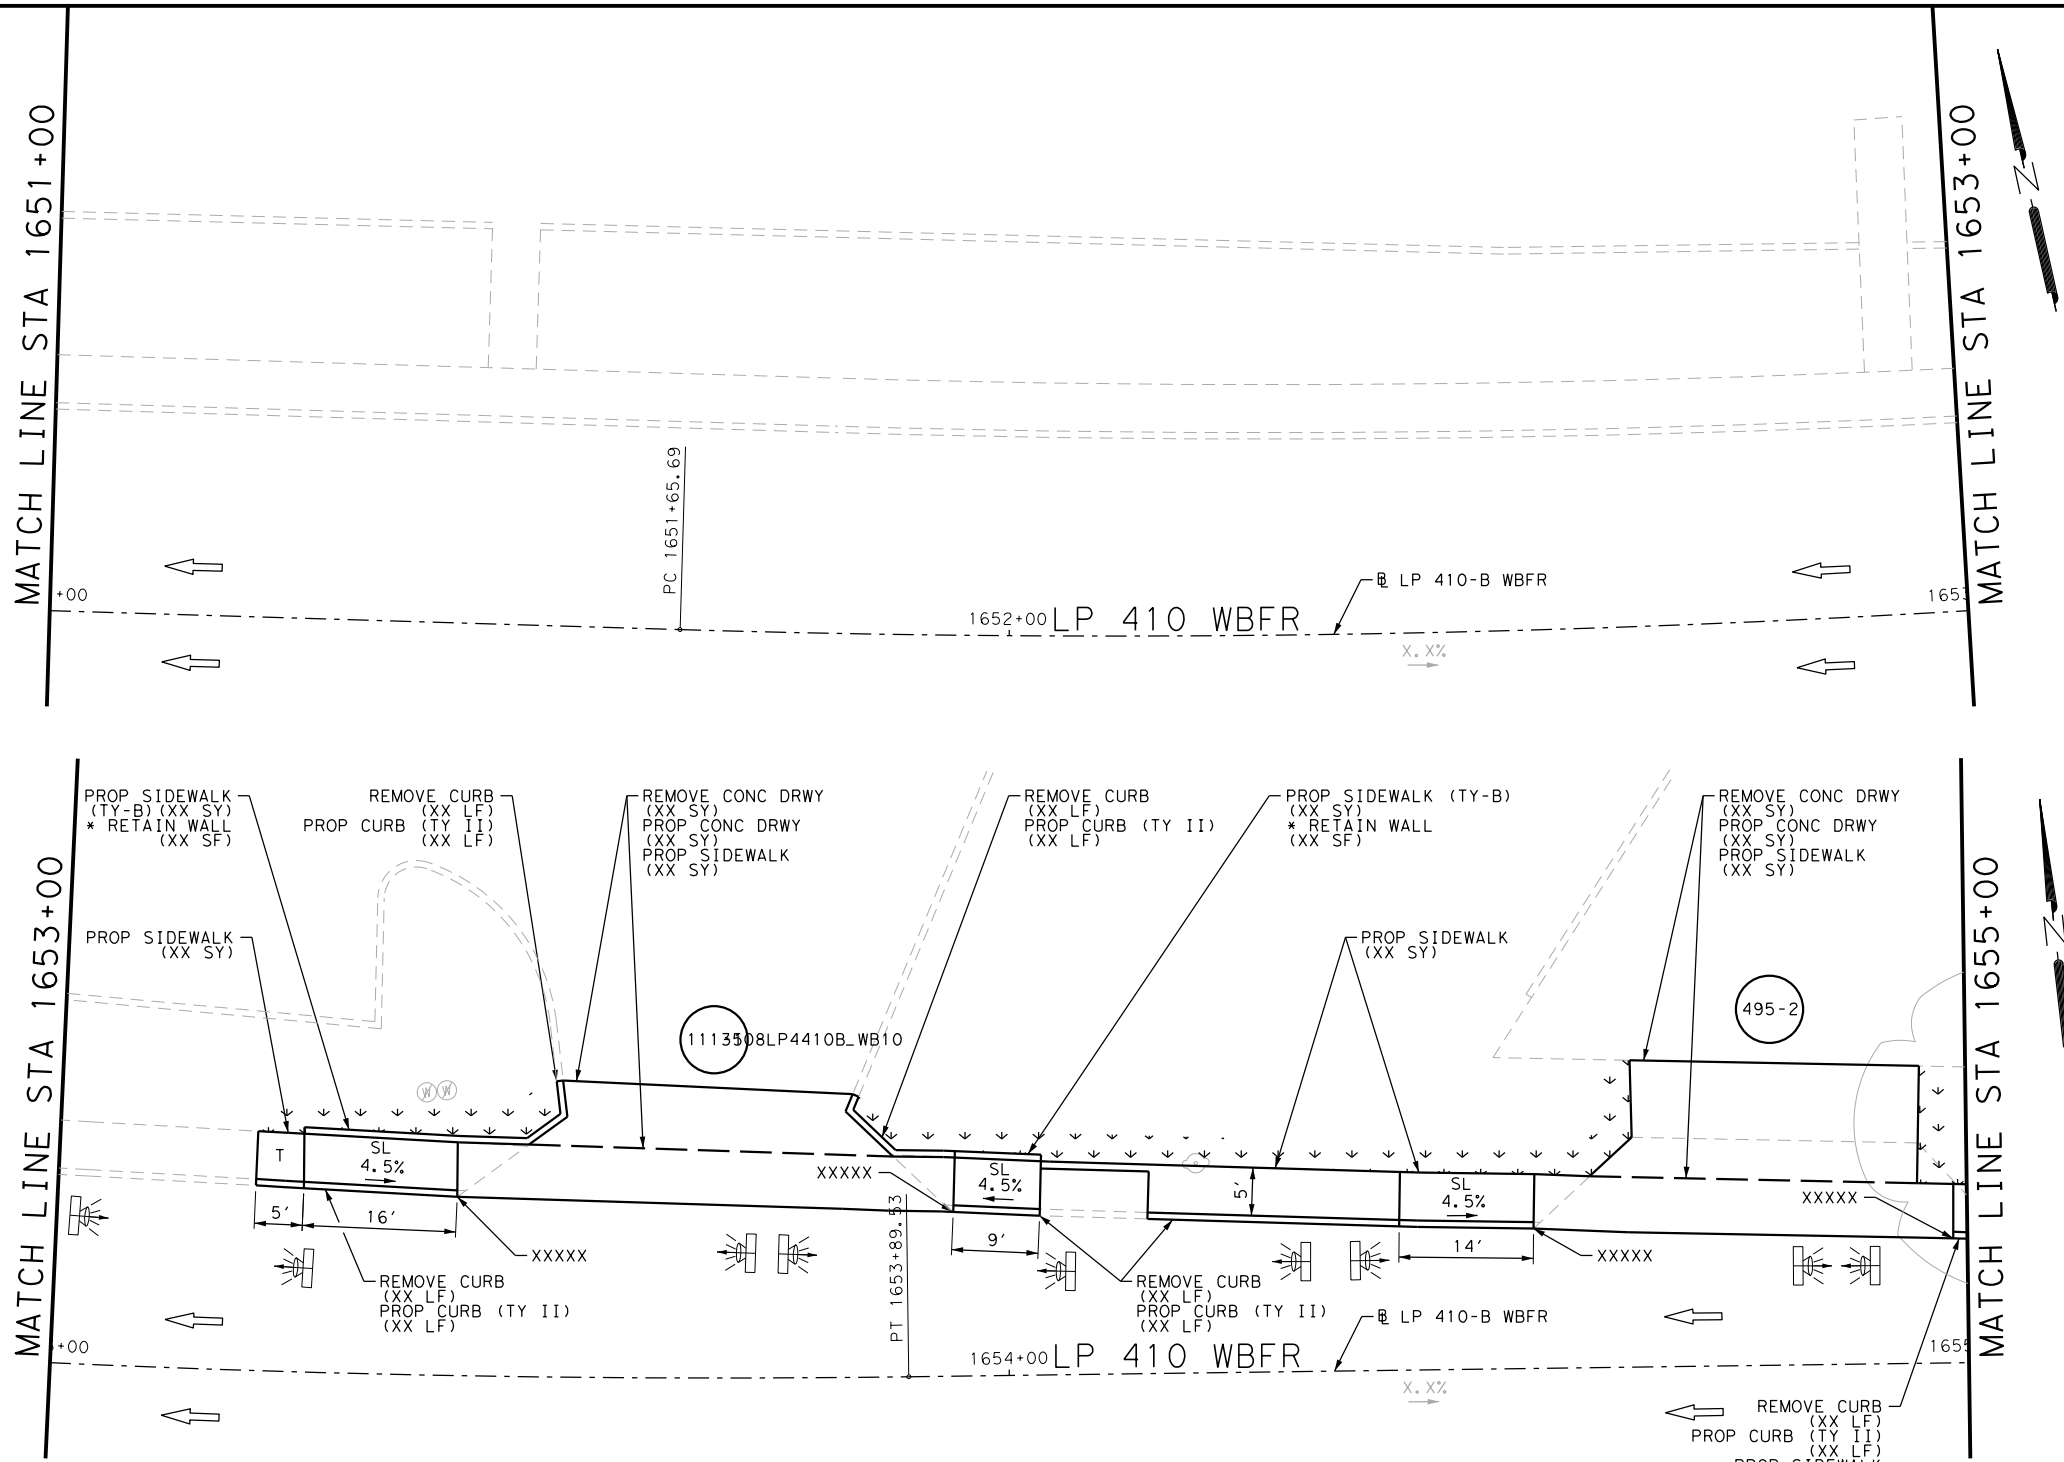 MATCH LINE STA 1651+00
MATCH LINE STA 1653+00
N
PC 1651+65.69
+00
1652+00
LP 410 WBFR
℄ LP 410-B WBFR
X.X%
PROP SIDEWALK
(TY-B)(XX SY)
* RETAIN WALL
(XX SF)
REMOVE CURB
(XX LF)
PROP CURB (TY II)
(XX LF)
REMOVE CONC DRWY
(XX SY)
PROP CONC DRWY
(XX SY)
PROP SIDEWALK
(XX SY)
REMOVE CURB
(XX LF)
PROP CURB (TY II)
(XX LF)
PROP SIDEWALK (TY-B)
(XX SY)
* RETAIN WALL
(XX SF)
REMOVE CONC DRWY
(XX SY)
PROP CONC DRWY
(XX SY)
PROP SIDEWALK
(XX SY)
MATCH LINE STA 1653+00
MATCH LINE STA 1655+00
PROP SIDEWALK
(XX SY)
PROP SIDEWALK
(XX SY)
495-2
W W
T
SL
4.5%
XXXXX
SL
4.5%
5'
SL
4.5%
XXXXX
5'
16'
9'
14'
XXXXX
XXXXX
REMOVE CURB
(XX LF)
PROP CURB (TY II)
(XX LF)
PT 1653+89.53
REMOVE CURB
(XX LF)
PROP CURB (TY II)
(XX LF)
℄ LP 410-B WBFR
+00
1654+00
LP 410 WBFR
X.X%
REMOVE CURB
(XX LF)
PROP CURB (TY II)
(XX LF)
PROP SIDEWALK